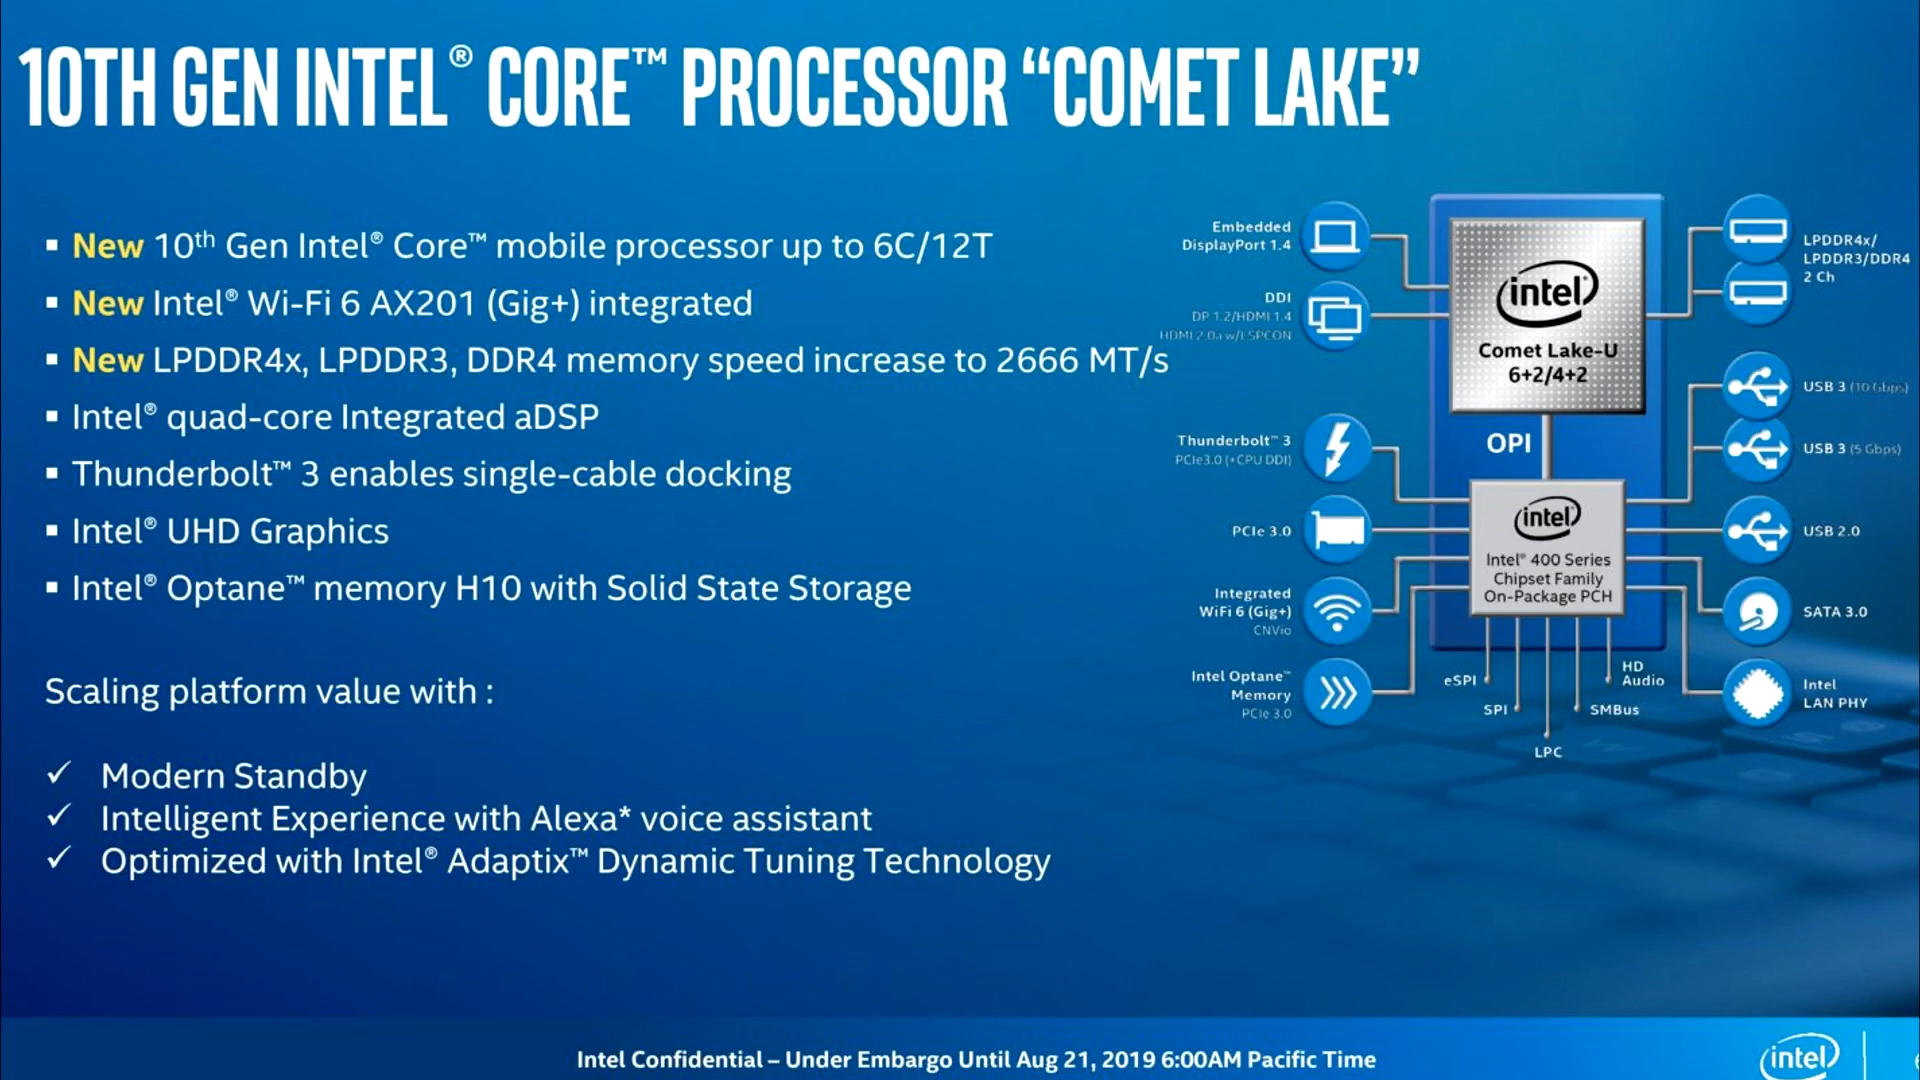 10TH GEN INTEL® CORE™ PROCESSOR “COMET LAKE”
▪ New 10th Gen Intel® Core™ mobile processor up to 6C/12T
▪ New Intel® Wi-Fi 6 AX201 (Gig+) integrated
▪ New LPDDR4x, LPDDR3, DDR4 memory speed increase to 2666 MT/s
▪ Intel® quad-core Integrated aDSP
▪ Thunderbolt™ 3 enables single-cable docking
▪ Intel® UHD Graphics
▪ Intel® Optane™ memory H10 with Solid State Storage
Scaling platform value with :
✓ Modern Standby
✓ Intelligent Experience with Alexa* voice assistant
✓ Optimized with Intel® Adaptix™ Dynamic Tuning Technology
Embedded
DisplayPort 1.4
DDI
DP 1.2/HDMI 1.4
HDMI 2.0a w/LSPCON
Thunderbolt™ 3
PCIe3.0 (+CPU DDI)
PCIe 3.0
Integrated
WiFi 6 (Gig+)
CNVio
Intel Optane™
Memory
PCIe 3.0
intel
Comet Lake-U
6+2/4+2
OPI
intel
Intel® 400 Series
Chipset Family
On-Package PCH
eSPI
SPI
LPC
SMBus
HD
Audio
LPDDR4x/
LPDDR3/DDR4
2 Ch
USB 3 (10 Gbps)
USB 3 (5 Gbps)
USB 2.0
SATA 3.0
Intel
LAN PHY
Intel Confidential – Under Embargo Until Aug 21, 2019 6:00AM Pacific Time
intel